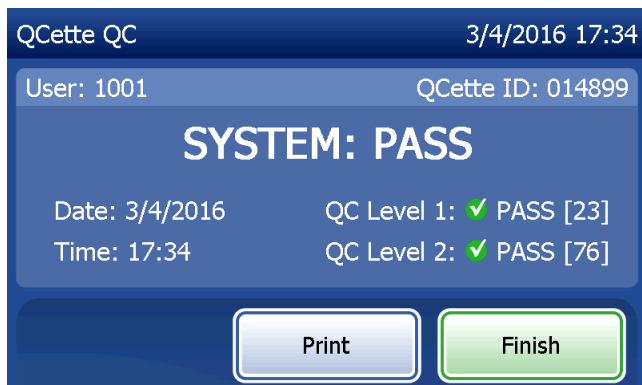 QCette QC 3/4/2016 17:34
User: 1001 QCette ID: 014899
SYSTEM: PASS
Date: 3/4/2016 QC Level 1: PASS [23]
Time: 17:34 QC Level 2: PASS [76]
Print Finish